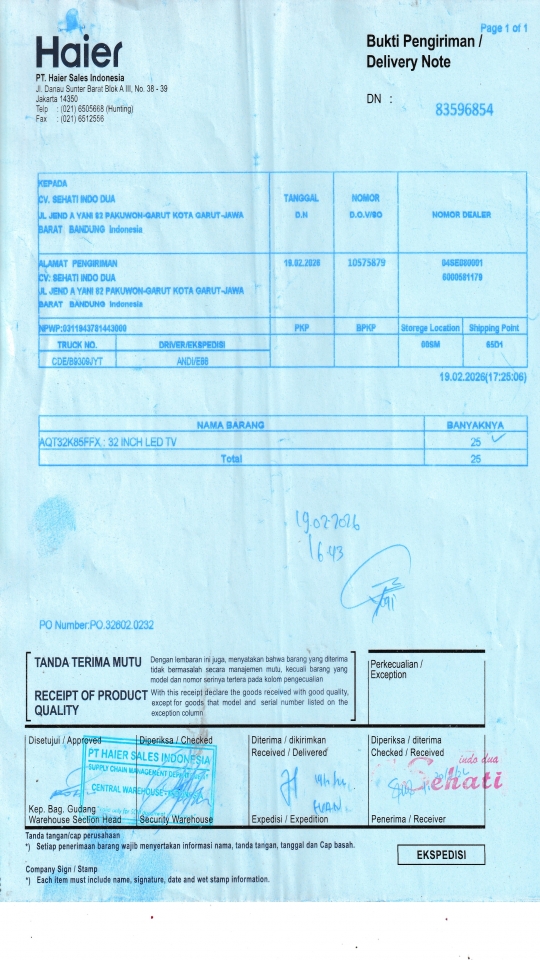 Page 1 of 1
Haier
Bukti Pengiriman /
Delivery Note
PT. Haier Sales Indonesia
Jl. Danau Sunter Barat Blok A III, No. 38 - 39
Jakarta 14350
Telp : (021) 6505668 (Hunting)
Fax : (021) 6512556
DN : 83596854
KEPADA
CV. SEHATI INDO DUA
JL JEND A YANI 62 PAKUWON-GARUT KOTA GARUT-JAWA
BARAT BANDUNG Indonesia
TANGGAL
D.N
NOMOR
D.O.V/SO
NOMOR DEALER
ALAMAT PENGIRIMAN
CV. SEHATI INDO DUA
JL JEND A YANI 62 PAKUWON-GARUT KOTA GARUT-JAWA
BARAT BANDUNG Indonesia
19.02.2026
10575879
04SE080001
6000581179
NPWP:0311943781443000
PKP
BPKP
Storege Location
Shipping Point
TRUCK NO.
DRIVER/EKSPEDISI
00SM
65D1
CDE/B9309JYT
ANDI/E86
19.02.2026(17:25:06)
NAMA BARANG
BANYAKNYA
AQT32K85FFX : 32 INCH LED TV
25
Total
25
19.02.2026
16.43
PO Number:PO.32602.0232
TANDA TERIMA MUTU
Dengan lembaran ini juga, menyatakan bahwa barang yang diterima
tidak bermasalah secara manajemen mutu, kecuali barang yang
model dan nomor serinya tertera pada kolom pengecualian
RECEIPT OF PRODUCT
QUALITY
With this receipt declare the goods received with good quality,
except for goods that model and serial number listed on the
exception column
Perkecualian /
Exception
Disetujui / Approved
Diperiksa / Checked
Diterima / dikirimkan
Received / Delivered
Diperiksa / diterima
Checked / Received
PT HAIER SALES INDONESIA
SUPPLY CHAIN MANAGEMENT DEPARTMENT
CENTRAL WAREHOUSE
indo dua
Sehati
Kep. Bag. Gudang
Warehouse Section Head
Security Warehouse
Expedisi / Expedition
Penerima / Receiver
Tanda tangan/cap perusahaan
*) Setiap penerimaan barang wajib menyertakan informasi nama, tanda tangan, tanggal dan Cap basah.
EKSPEDISI
Company Sign / Stamp
*) Each item must include name, signature, date and wet stamp information.